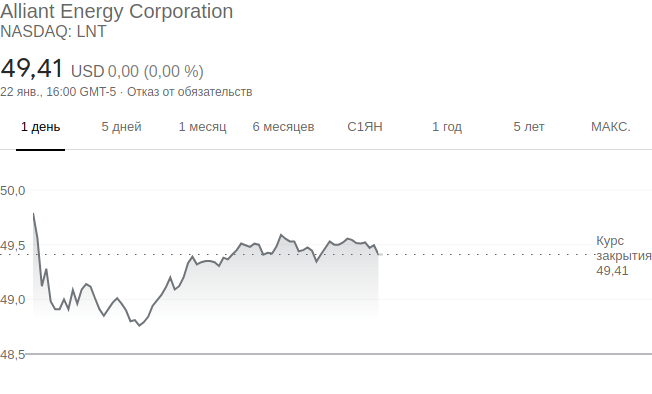 Alliant Energy Corporation
NASDAQ: LNT
49,41 USD 0,00 (0,00 %)
22 янв., 16:00 GMT-5 · Отказ от обязательств
1 день 5 дней 1 месяц 6 месяцев С1ЯН 1 год 5 лет МАКС.
50,0
49,5
49,0
48,5
Курс
закрытия
49,41